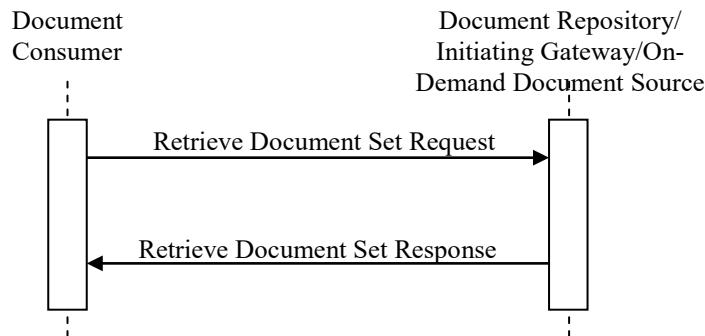 Document
Consumer
Document Repository/
Initiating Gateway/On-
Demand Document Source
Retrieve Document Set Request
Retrieve Document Set Response